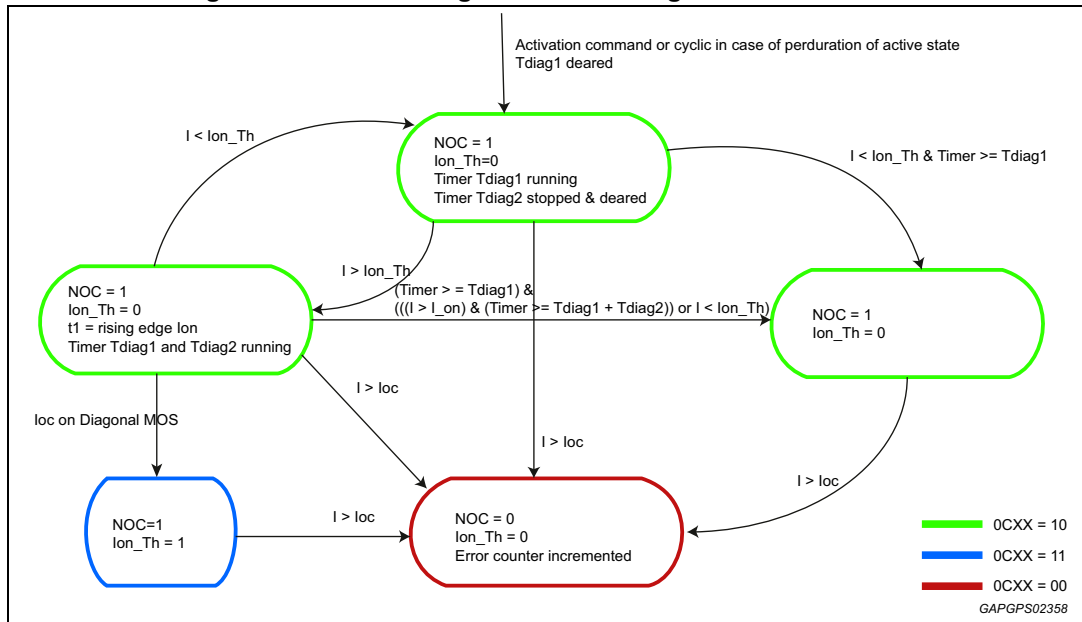 Activation command or cyclic in case of perduration of active state
Tdiag1 deared
I < Ion_Th
NOC = 1
Ion_Th=0
Timer Tdiag1 running
Timer Tdiag2 stopped & deared
I < Ion_Th & Timer >= Tdiag1
I > Ion_Th
(Timer > = Tdiag1) &
(((I > I_on) & (Timer >= Tdiag1 + Tdiag2)) or I < Ion_Th)
NOC = 1
Ion_Th = 0
t1 = rising edge Ion
Timer Tdiag1 and Tdiag2 running
NOC = 1
Ion_Th = 0
I > Ioc
Ioc on Diagonal MOS
I > Ioc
I > Ioc
NOC=1
Ion_Th = 1
I > Ioc
NOC = 0
Ion_Th = 0
Error counter incremented
0CXX = 10
0CXX = 11
0CXX = 00
GAPGPS02358